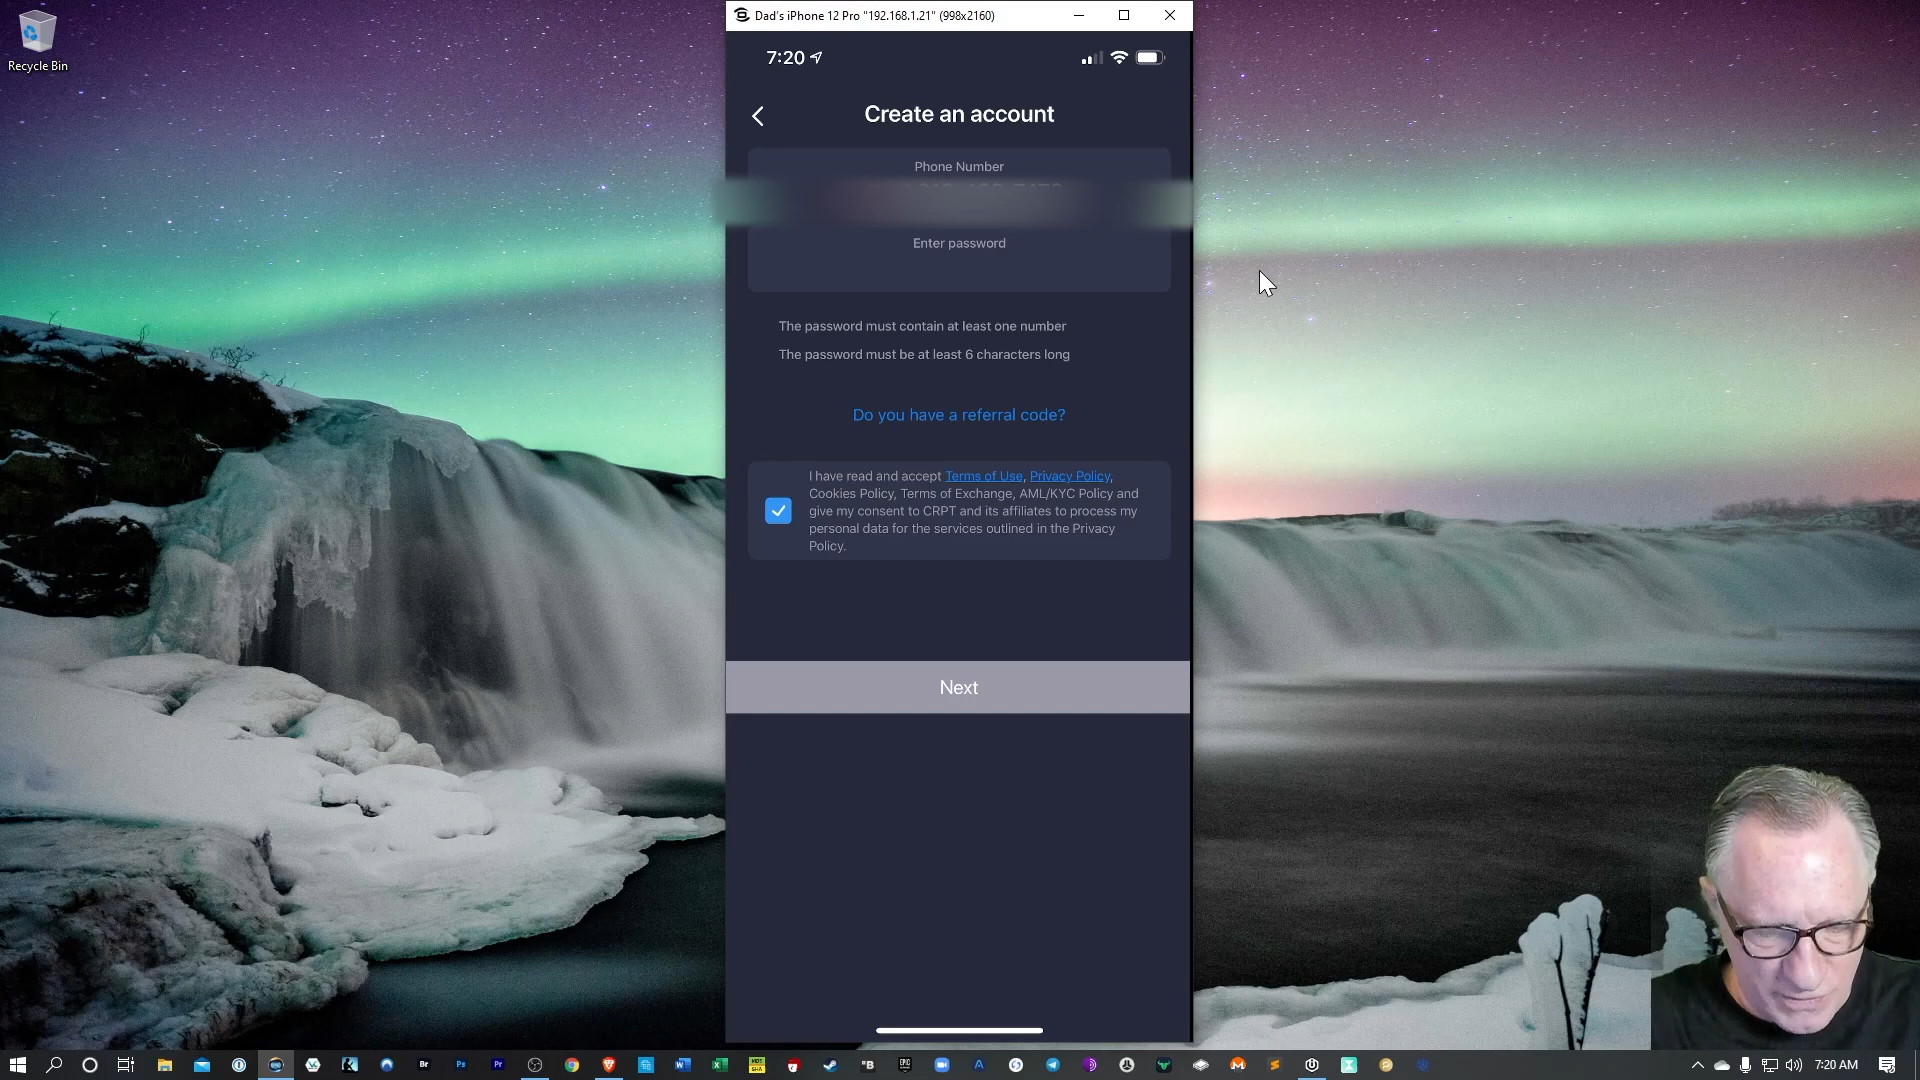 Dad's iPhone 12 Pro "192.168.1.21" (998x2160)
Recycle Bin
7:20
Create an account
Phone Number
Enter password
The password must contain at least one number
The password must be at least 6 characters long
Do you have a referral code?
I have read and accept Terms of Use, Privacy Policy,
Cookies Policy, Terms of Exchange, AML/KYC Policy and
give my consent to CRPT and its affiliates to process my
personal data for the services outlined in the Privacy
Policy.
Next
Br
Ps
Pr
7:20 AM